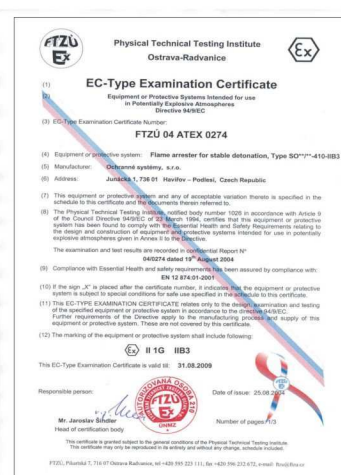 FTZÚ
Ex
Physical Technical Testing Institute
Ostrava-Radvanice
Ex
(1) EC-Type Examination Certificate
(2) Equipment or Protective Systems Intended for use
in Potentially Explosive Atmospheres
Directive 94/9/EC
(3) EC-Type Examination Certificate Number:
FTZÚ 04 ATEX 0274
(4) Equipment or protective system: Flame arrester for stable detonation, Type SO**/**-410-IIB3
(5) Manufacturer: Ochranné systémy, s.r.o.
(6) Address: Junácká 1, 736 01 Havířov – Podlesí, Czech Republic
(7) This equipment or protective system and of any acceptable variation thereto is specified in the
schedule to this certificate and the documents therein referred to.
(8) The Physical Technical Testing Institute, notified body number 1026 in accordance with Article 9
of the Council Directive 94/9/EC of 23 March 1994, certifies that this equipment or protective
system has been found to comply with the Essential Health and Safety Requirements relating to
the design and construction of equipment and protective systems intended for use in potentially
explosive atmospheres given in Annex II to the Directive.
The examination and test results are recorded in confidential Report N°
04/0274 dated 19th August 2004
(9) Compliance with Essential Health and safety requirements has been assured by compliance with:
EN 12 874:01-2001
(10) If the sign „X" is placed after the certificate number, it indicates that the equipment or protective
system is subject to special conditions for safe use specified in the schedule to this certificate.
(11) This EC-TYPE EXAMINATION CERTIFICATE relates only to the design, examination and testing
of the specified equipment or protective system in accordance to the directive 94/9/EC.
Further requirements of the Directive apply to the manufacturing process and supply of this
equipment or protective system. These are not covered by this certificate.
(12) The marking of the equipment or protective system shall include following:
Ex II 1G IIB3
This EC-Type Examination Certificate is valid till: 31.08.2009
Responsible person:
AUTORIZOVANÁ OSOBA 210
ÚNMZ
Date of issue: 25.08.2004
Mr. Jaroslav Šindler
Head of certification body
Number of pages: 1/3
This certificate is granted subject to the general conditions of the Physical Technical Testing Institute.
This certificate may only be reproduced in its entirety and without any change, schedule included.
FTZÚ, Pikartská 7, 716 07 Ostrava Radvanice, tel +420 595 223 111, fax +420 596 232 672, e-mail: ftzu@ftzu.cz